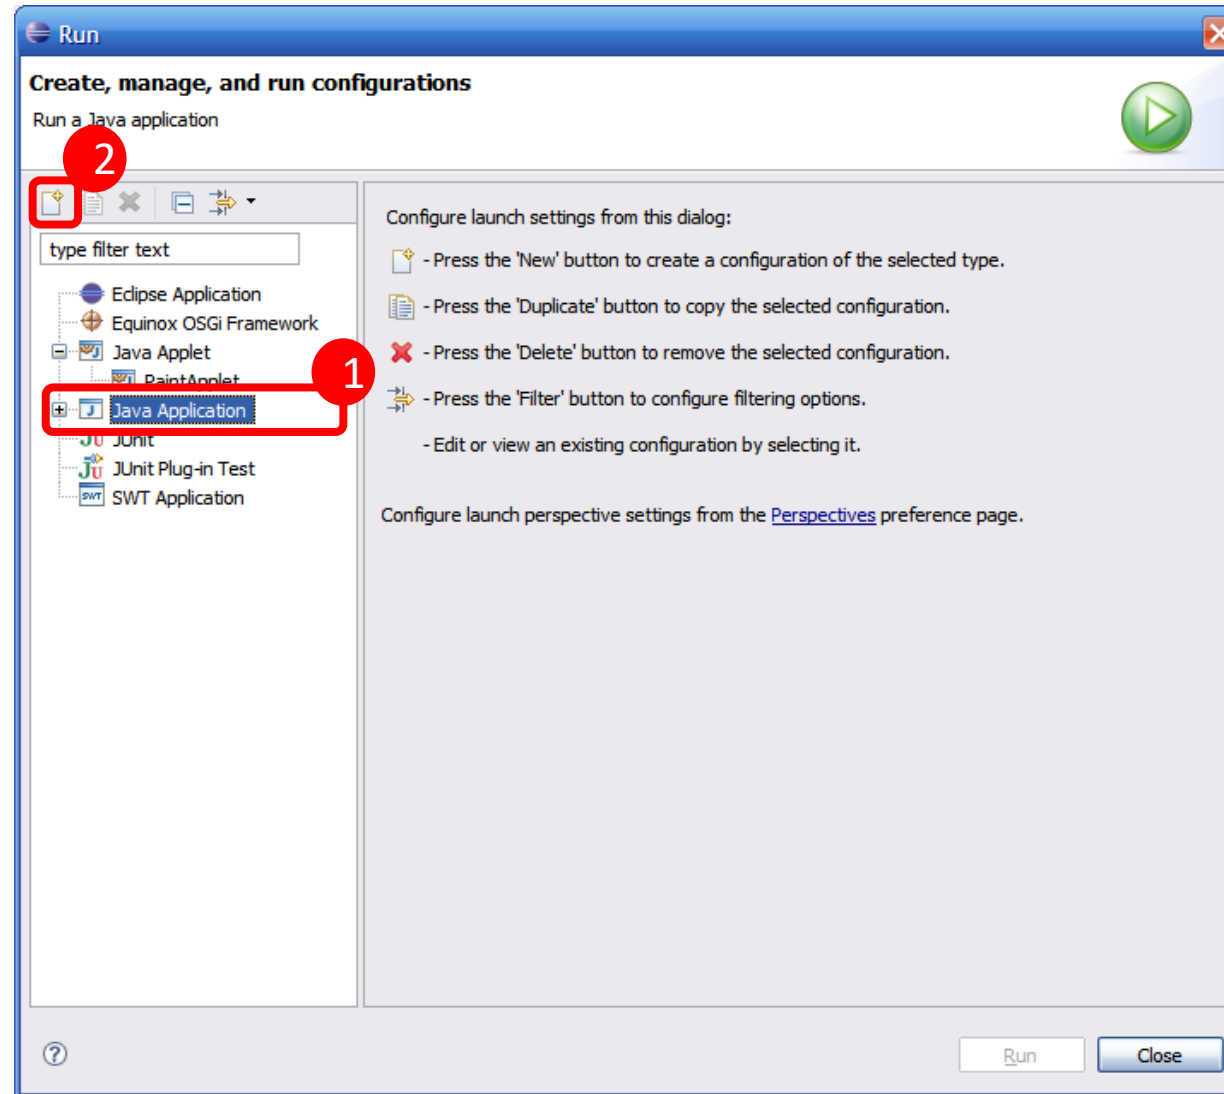 Run
Create, manage, and run configurations
Run a Java application
2
type filter text
Eclipse Application
Equinox OSGi Framework
Java Applet
PaintApplet
1
Java Application
JUnit
JUnit Plug-in Test
SWT Application
Configure launch settings from this dialog:
- Press the 'New' button to create a configuration of the selected type.
- Press the 'Duplicate' button to copy the selected configuration.
- Press the 'Delete' button to remove the selected configuration.
- Press the 'Filter' button to configure filtering options.
- Edit or view an existing configuration by selecting it.
Configure launch perspective settings from the Perspectives preference page.
Run
Close